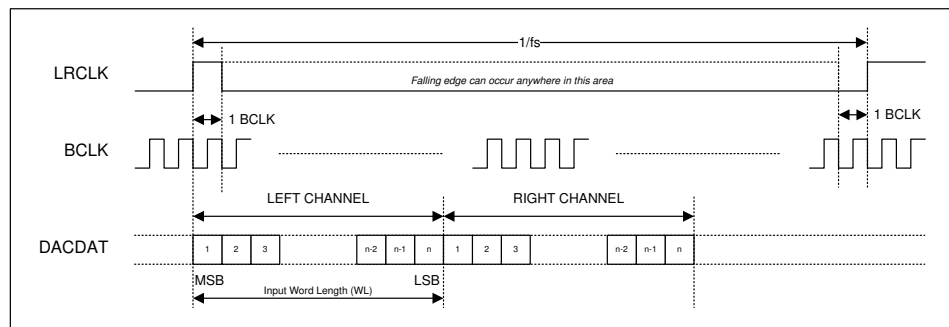 1/fs
LRCLK
Falling edge can occur anywhere in this area
1 BCLK
1 BCLK
BCLK
LEFT CHANNEL
RIGHT CHANNEL
DACDAT
1 2 3 n-2 n-1 n 1 2 3 n-2 n-1 n
MSB
LSB
Input Word Length (WL)